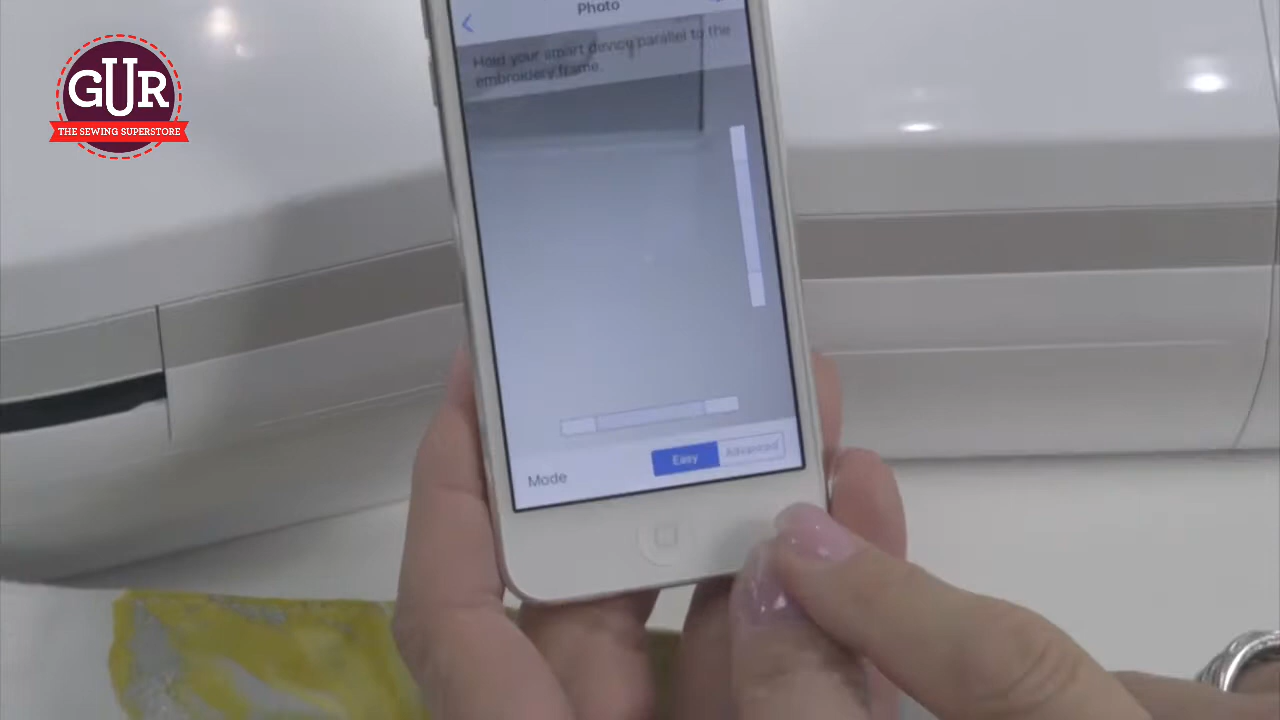 GUR
THE SEWING SUPERSTORE
Photo
Hold your smart device parallel to the
embroidery frame.
Mode
Easy
Advanced